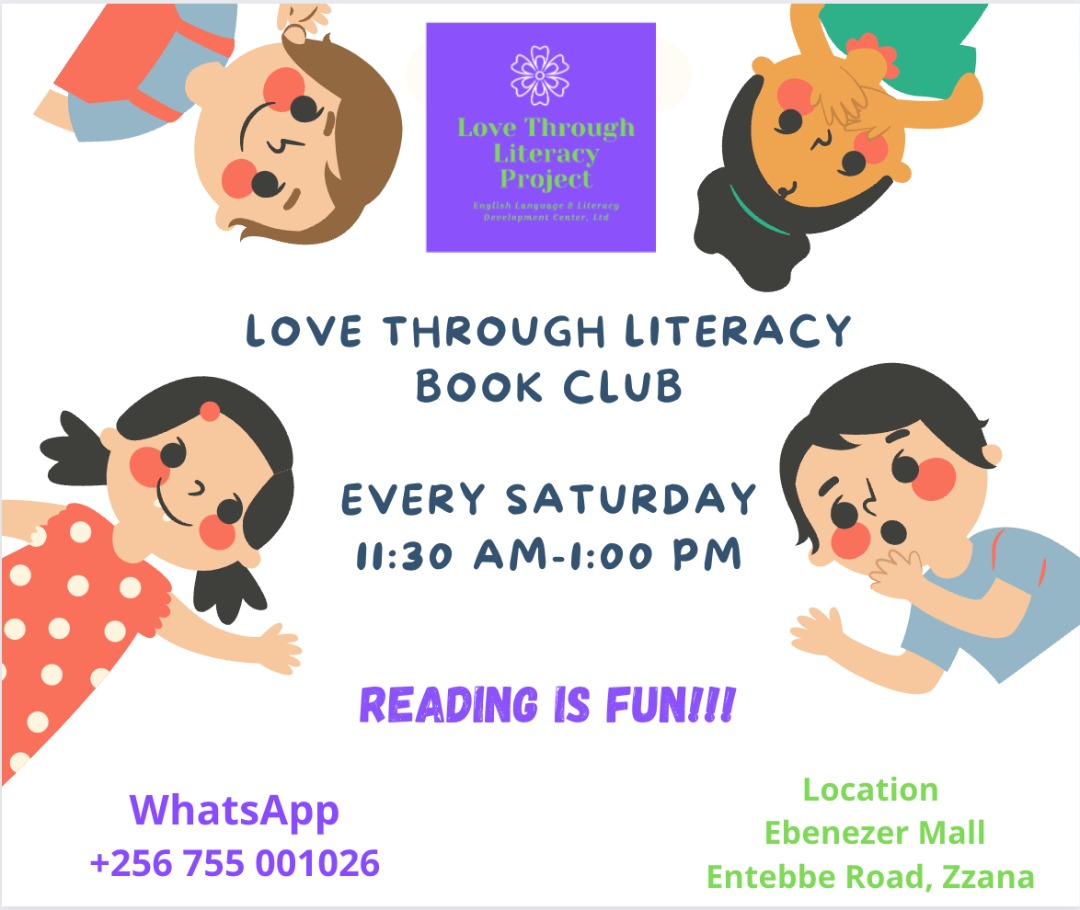 Love Through
Literacy
Project
English Language & Literacy
Development Center, Ltd
LOVE THROUGH LITERACY
BOOK CLUB
EVERY SATURDAY
11:30 AM-1:00 PM
READING IS FUN!!!
WhatsApp
+256 755 001026
Location
Ebenezer Mall
Entebbe Road, Zzana